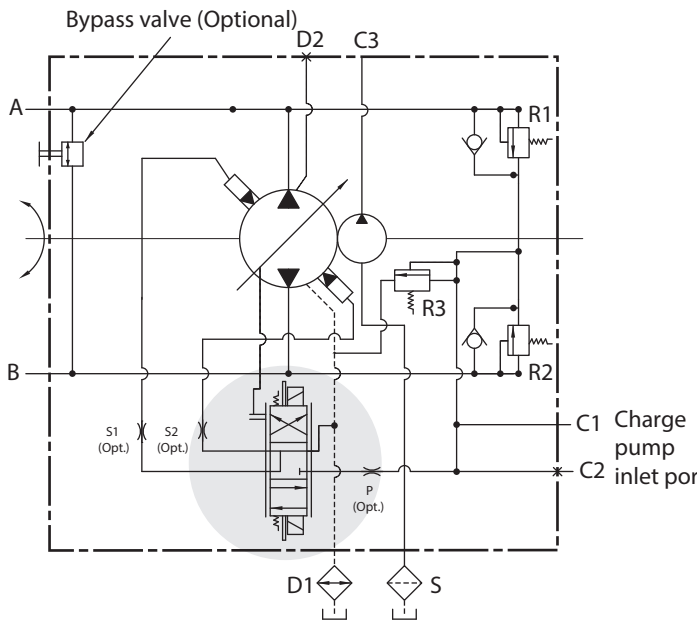 Bypass valve (Optional)
D2
C3
A
R1
R3
B
R2
S1
(Opt.)
S2
(Opt.)
C1
Charge
pump
inlet por
C2
P
(Opt.)
D1
S